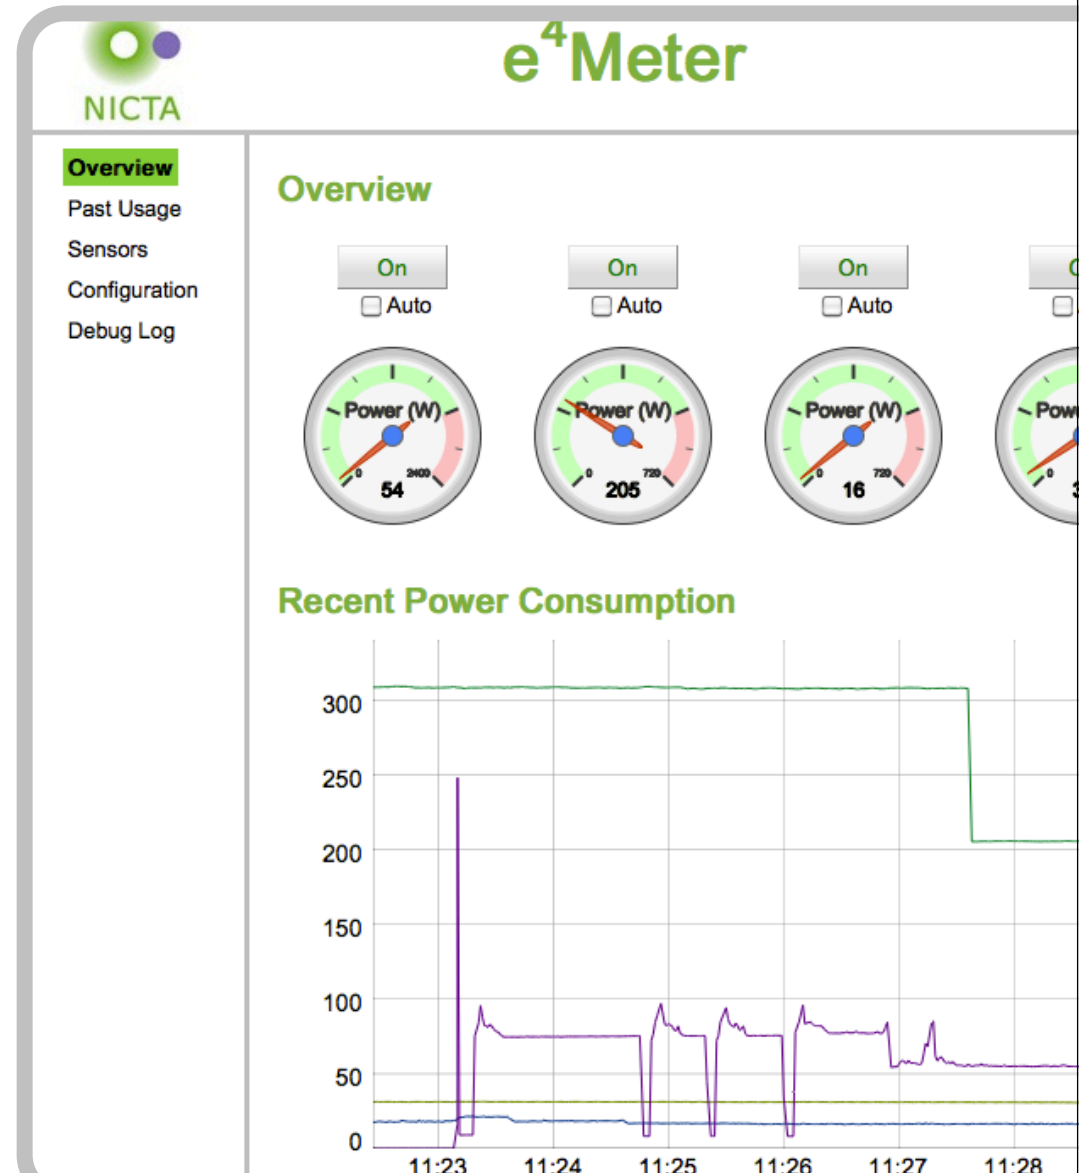 NICTA
e⁴Meter
Overview
Past Usage
Sensors
Configuration
Debug Log
Overview
On On On
Auto Auto Auto
Power (W) Power (W) Power (W)
0 2400 0 720 0 720 0
54 205 16
Recent Power Consumption
300
250
200
150
100
50
0
11:23 11:24 11:25 11:26 11:27 11:28